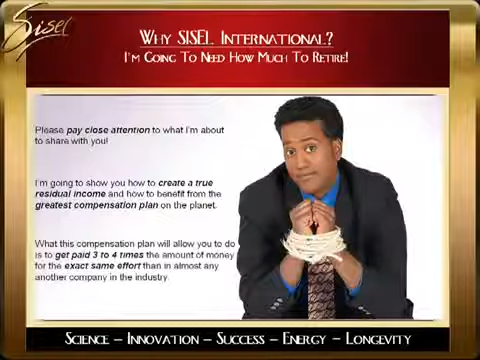 Sisel
Why SISEL International?
I'm Going To Need How Much To Retire!
Please pay close attention to what I'm about
to share with you!
I'm going to show you how to create a true
residual income and how to benefit from the
greatest compensation plan on the planet.
What this compensation plan will allow you to do
is to get paid 3 to 4 times the amount of money
for the exact same effort than in almost any
another company in the industry.
Science – Innovation – Success – Energy – Longevity